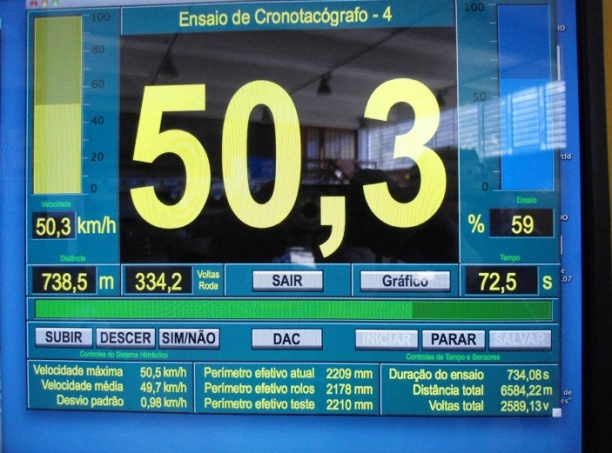 Ensaio de Cronotacógrafo - 4
100
80
60
40
20
0
50,3
100
50
0
Velocidade
50,3 km/h
Ensaio
% 59
Distância
738,5 m
334,2 Voltas Roda
SAIR
Gráfico
Tempo
72,5 s
SUBIR DESCER SIM/NÃO DAC INICIAR PARAR SALVAR
Controles do Sistema Hidráulico
Controles de Tempo e Sensores
Velocidade máxima 50,5 km/h
Velocidade média 49,7 km/h
Desvio padrão 0,98 km/h
Perímetro efetivo atual 2209 mm
Perímetro efetivo rolos 2178 mm
Perímetro efetivo teste 2210 mm
Duração do ensaio 734,08 s
Distância total 6584,22 m
Voltas total 2589,13 v